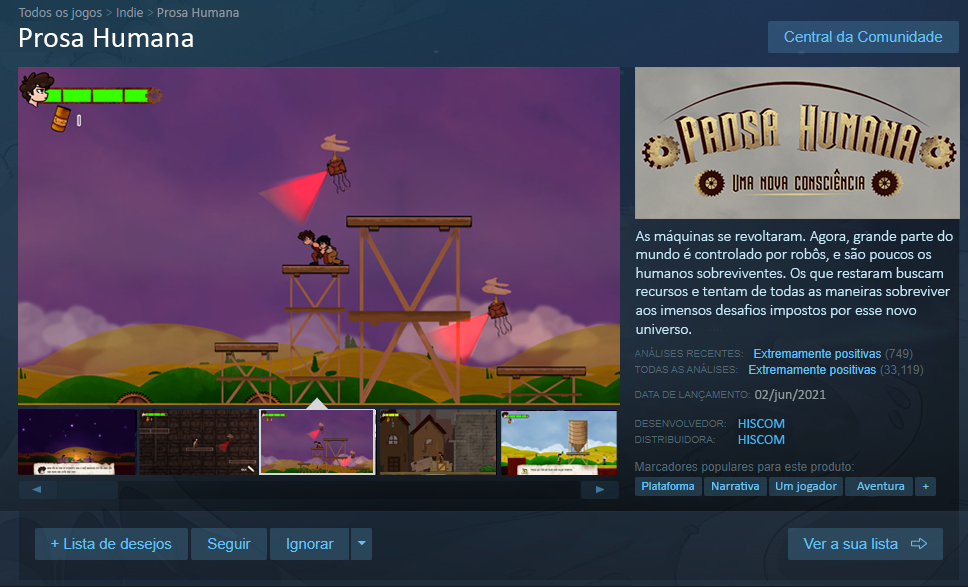 Todos os jogos > Indie > Prosa Humana
Prosa Humana
Central da Comunidade
PROSA HUMANA
UMA NOVA CONSCIÊNCIA
As máquinas se revoltaram. Agora, grande parte do
mundo é controlado por robôs, e são poucos os
humanos sobreviventes. Os que restaram buscam
recursos e tentam de todas as maneiras sobreviver
aos imensos desafios impostos por esse novo
universo.
ANÁLISES RECENTES: Extremamente positivas (749)
TODAS AS ANÁLISES: Extremamente positivas (33,119)
DATA DE LANÇAMENTO: 02/jun/2021
DESENVOLVEDOR: HISCOM
DISTRIBUIDORA: HISCOM
Marcadores populares para este produto:
Plataforma Narrativa Um jogador Aventura +
+ Lista de desejos Seguir Ignorar
Ver a sua lista